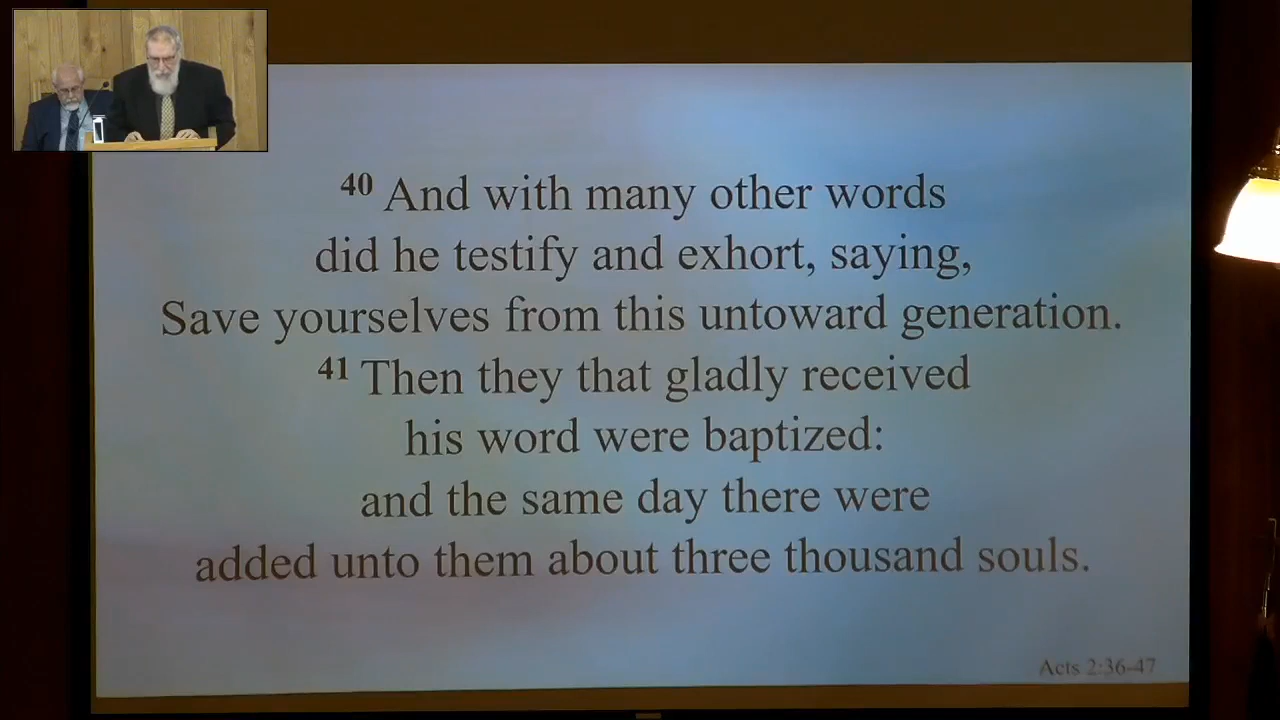 40 And with many other words
did he testify and exhort, saying,
Save yourselves from this untoward generation.
41 Then they that gladly received
his word were baptized:
and the same day there were
added unto them about three thousand souls.
Acts 2:36-47